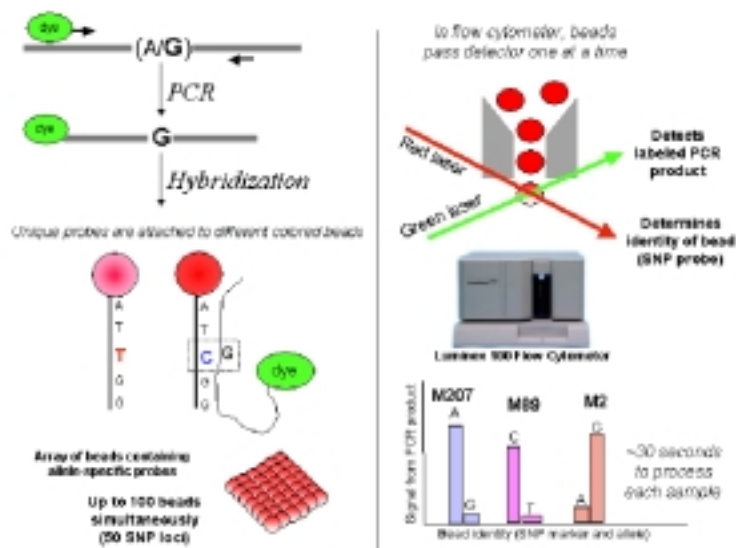 dye
(A/G)
PCR
dye
G
Hybridization
Unique probes are attached to different colored beads
A
T
T
G
G
A
T
C G
G
G
dye
Array of beads containing
allele-specific probes
Up to 100 beads
simultaneously
(50 SNP loci)
In flow cytometer, beads
pass detector one at a time
Red laser
Green laser
Detects
labeled PCR
product
Determines
identity of bead
(SNP probe)
Luminex 100 Flow Cytometer
M207 M89 M2
A G C T A G
Signal from PCR product
~30 seconds
to process
each sample
Bead identity (SNP marker and allele)